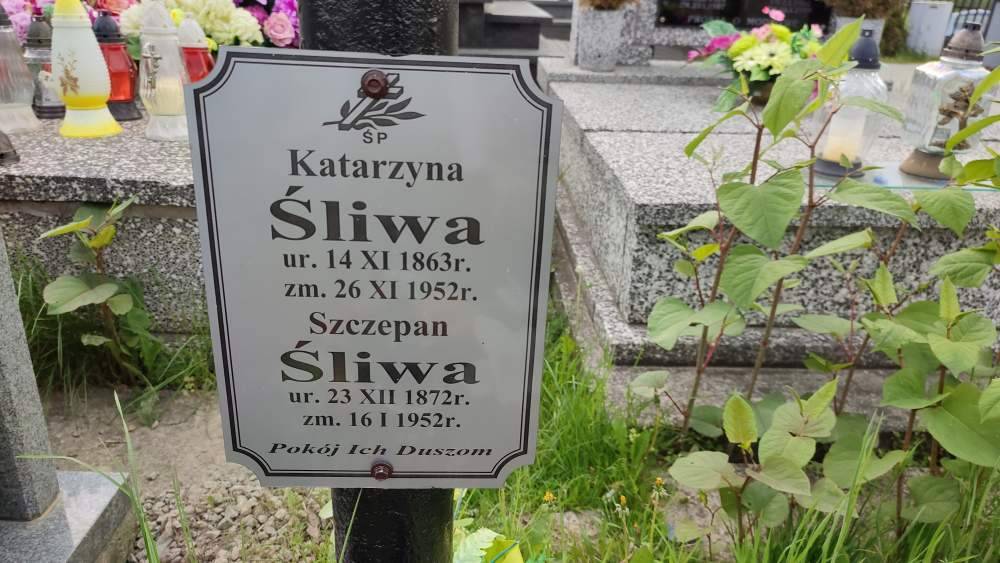 ŚP
Katarzyna
Śliwa
ur. 14 XI 1863r.
zm. 26 XI 1952r.
Szczepan
Śliwa
ur. 23 XII 1872r.
zm. 16 I 1952r.
Pokój Ich Duszom